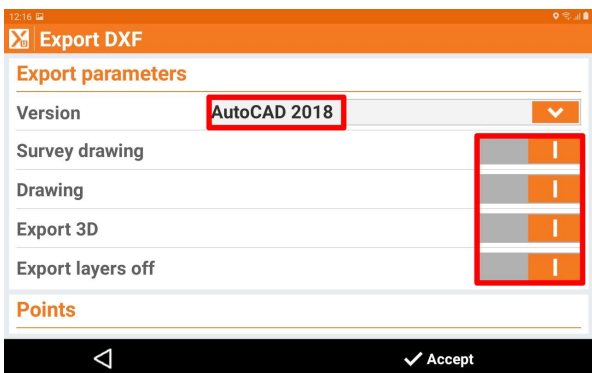 12:16
Export DXF
Export parameters
Version AutoCAD 2018
Survey drawing
Drawing
Export 3D
Export layers off
Points
Accept